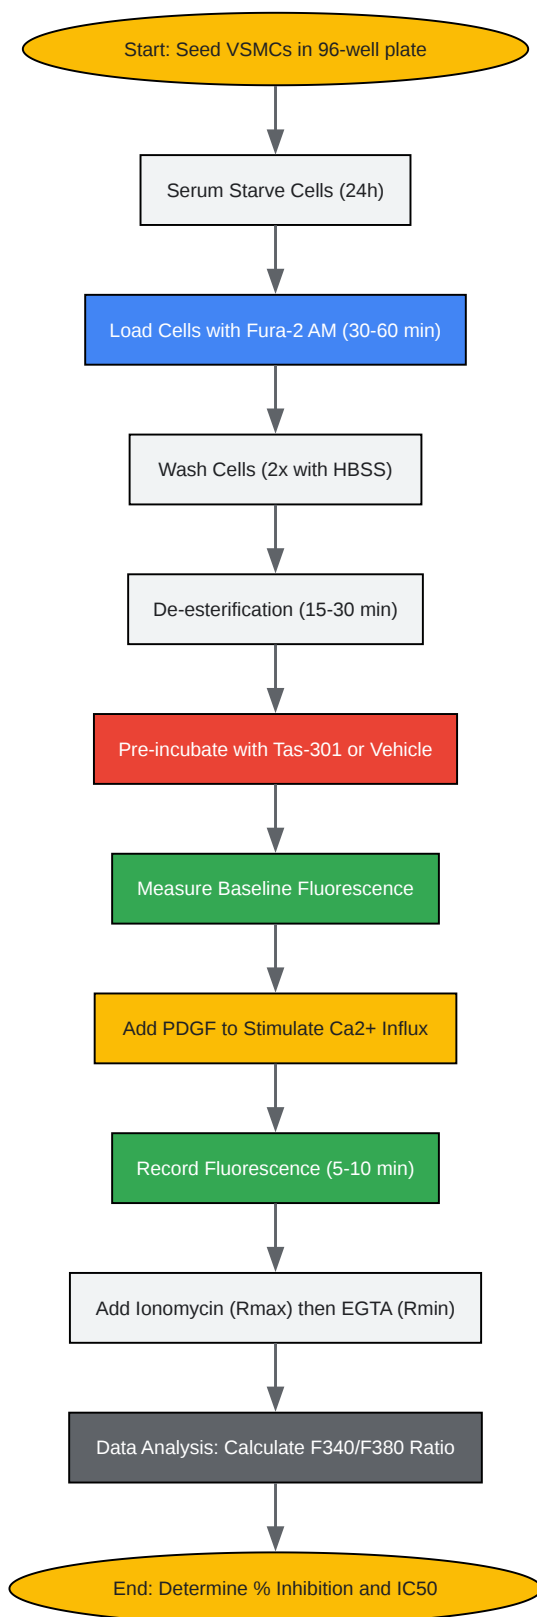 Start: Seed VSMCs in 96-well plate
Serum Starve Cells (24h)
Load Cells with Fura-2 AM (30-60 min)
Wash Cells (2x with HBSS)
De-esterification (15-30 min)
Pre-incubate with Tas-301 or Vehicle
Measure Baseline Fluorescence
Add PDGF to Stimulate Ca2+ Influx
Record Fluorescence (5-10 min)
Add Ionomycin (Rmax) then EGTA (Rmin)
Data Analysis: Calculate F340/F380 Ratio
End: Determine % Inhibition and IC50